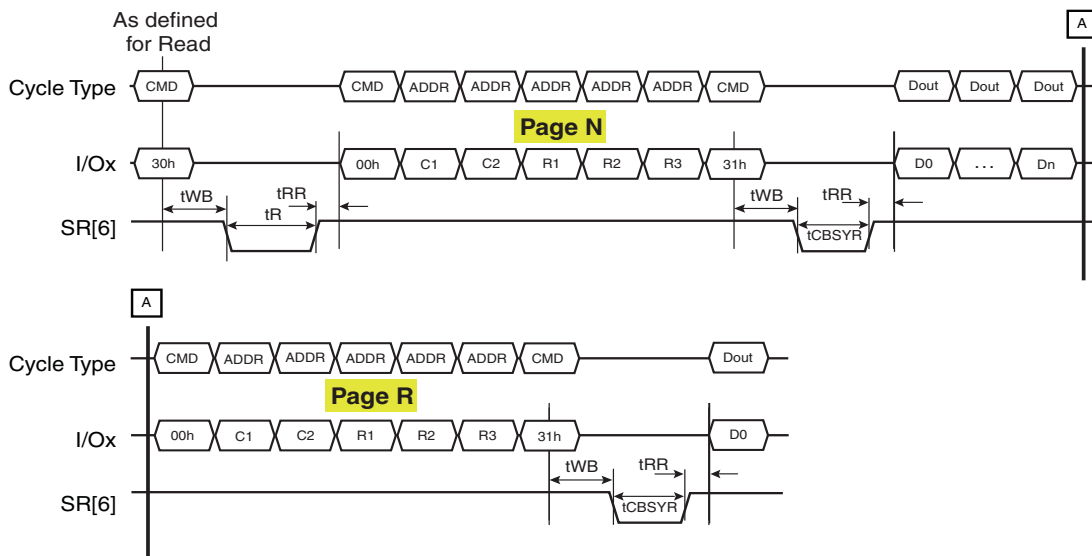 As defined
for Read
A
Cycle Type CMD CMD ADDR ADDR ADDR ADDR ADDR CMD Dout Dout Dout
Page N
I/Ox 30h 00h C1 C2 R1 R2 R3 31h D0 ... Dn
tWB tR tRR tWB tRR
SR[6] tCBSYR
A
Cycle Type CMD ADDR ADDR ADDR ADDR ADDR CMD Dout
Page R
I/Ox 00h C1 C2 R1 R2 R3 31h D0
tWB tRR
SR[6] tCBSYR